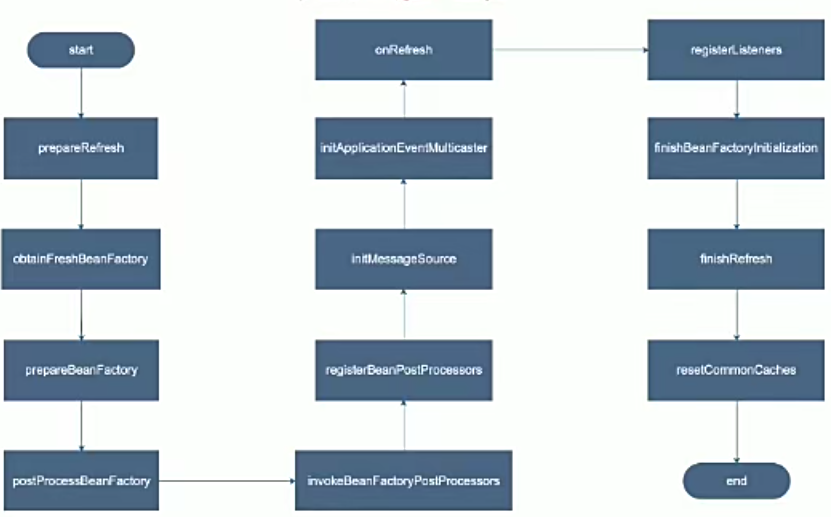 start
prepareRefresh
obtainFreshBeanFactory
prepareBeanFactory
postProcessBeanFactory
invokeBeanFactoryPostProcessors
registerBeanPostProcessors
initMessageSource
initApplicationEventMulticaster
onRefresh
registerListeners
finishBeanFactoryInitialization
finishRefresh
resetCommonCaches
end